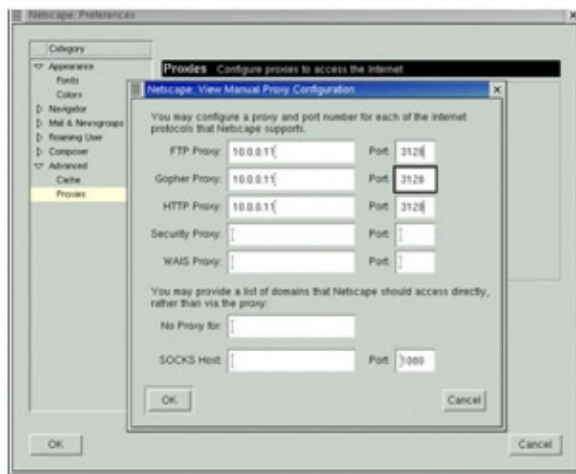 Netscape: Preferences
Category
Appearance
Fonts
Colors
Navigator
Mail & Newsgroups
Roaming User
Composer
Advanced
Cache
Proxies
Proxies Configure proxies to access the Internet
Netscape: View Manual Proxy Configuration
You may configure a proxy and port number for each of the internet
protocols that Netscape supports.
FTP Proxy: 10.0.0.11 Port: 3128
Gopher Proxy: 10.0.0.11 Port: 3128
HTTP Proxy: 10.0.0.11 Port: 3128
Security Proxy: Port:
WAIS Proxy: Port:
You may provide a list of domains that Netscape should access directly,
rather than via the proxy:
No Proxy for:
SOCKS Host: Port: 1080
OK Cancel
OK Cancel